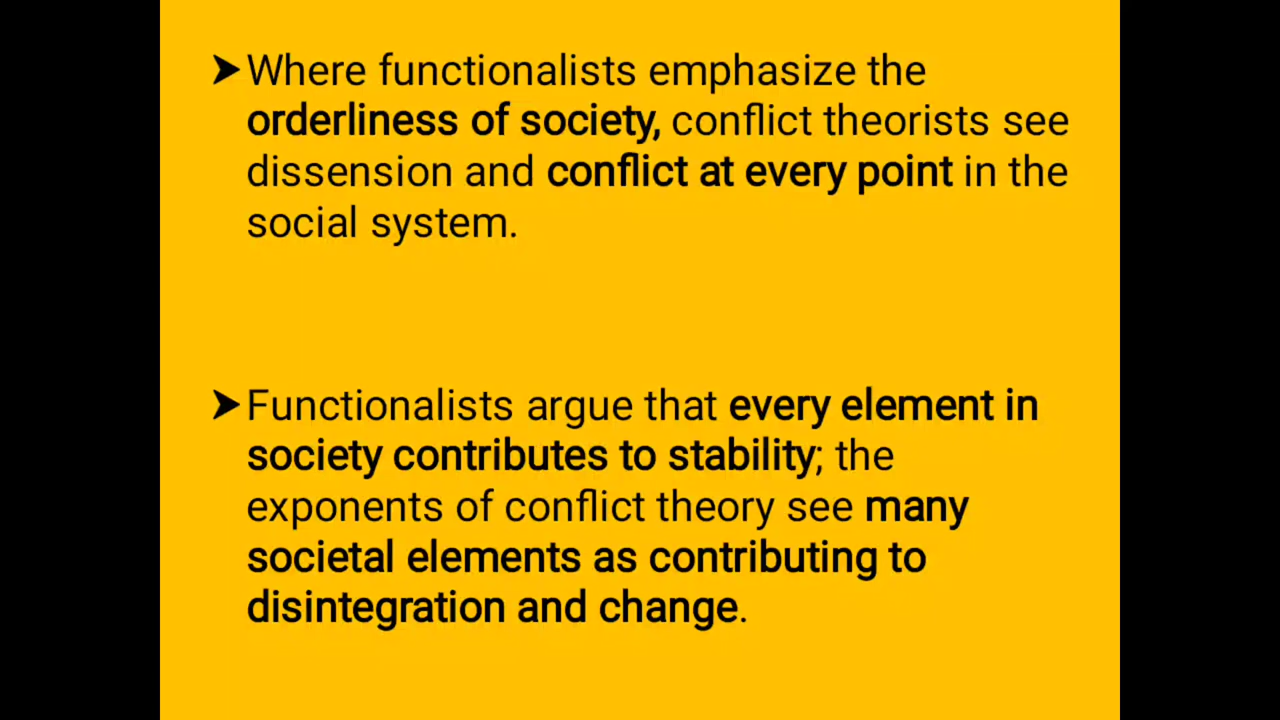 ➤Where functionalists emphasize the
orderliness of society, conflict theorists see
dissension and conflict at every point in the
social system.
➤Functionalists argue that every element in
society contributes to stability; the
exponents of conflict theory see many
societal elements as contributing to
disintegration and change.